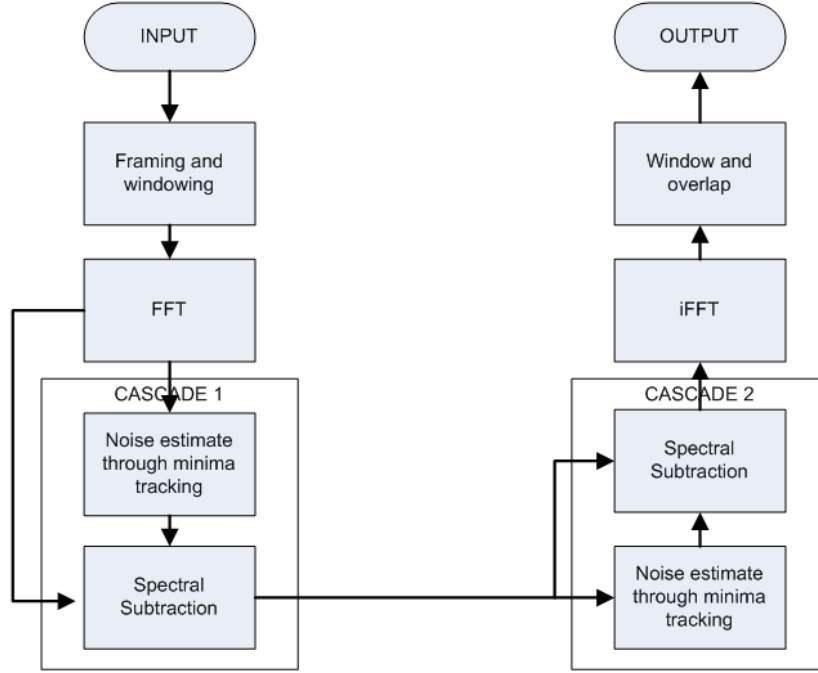 INPUT
Framing and
windowing
FFT
CASCADE 1
Noise estimate
through minima
tracking
Spectral
Subtraction
OUTPUT
Window and
overlap
iFFT
CASCADE 2
Spectral
Subtraction
Noise estimate
through minima
tracking